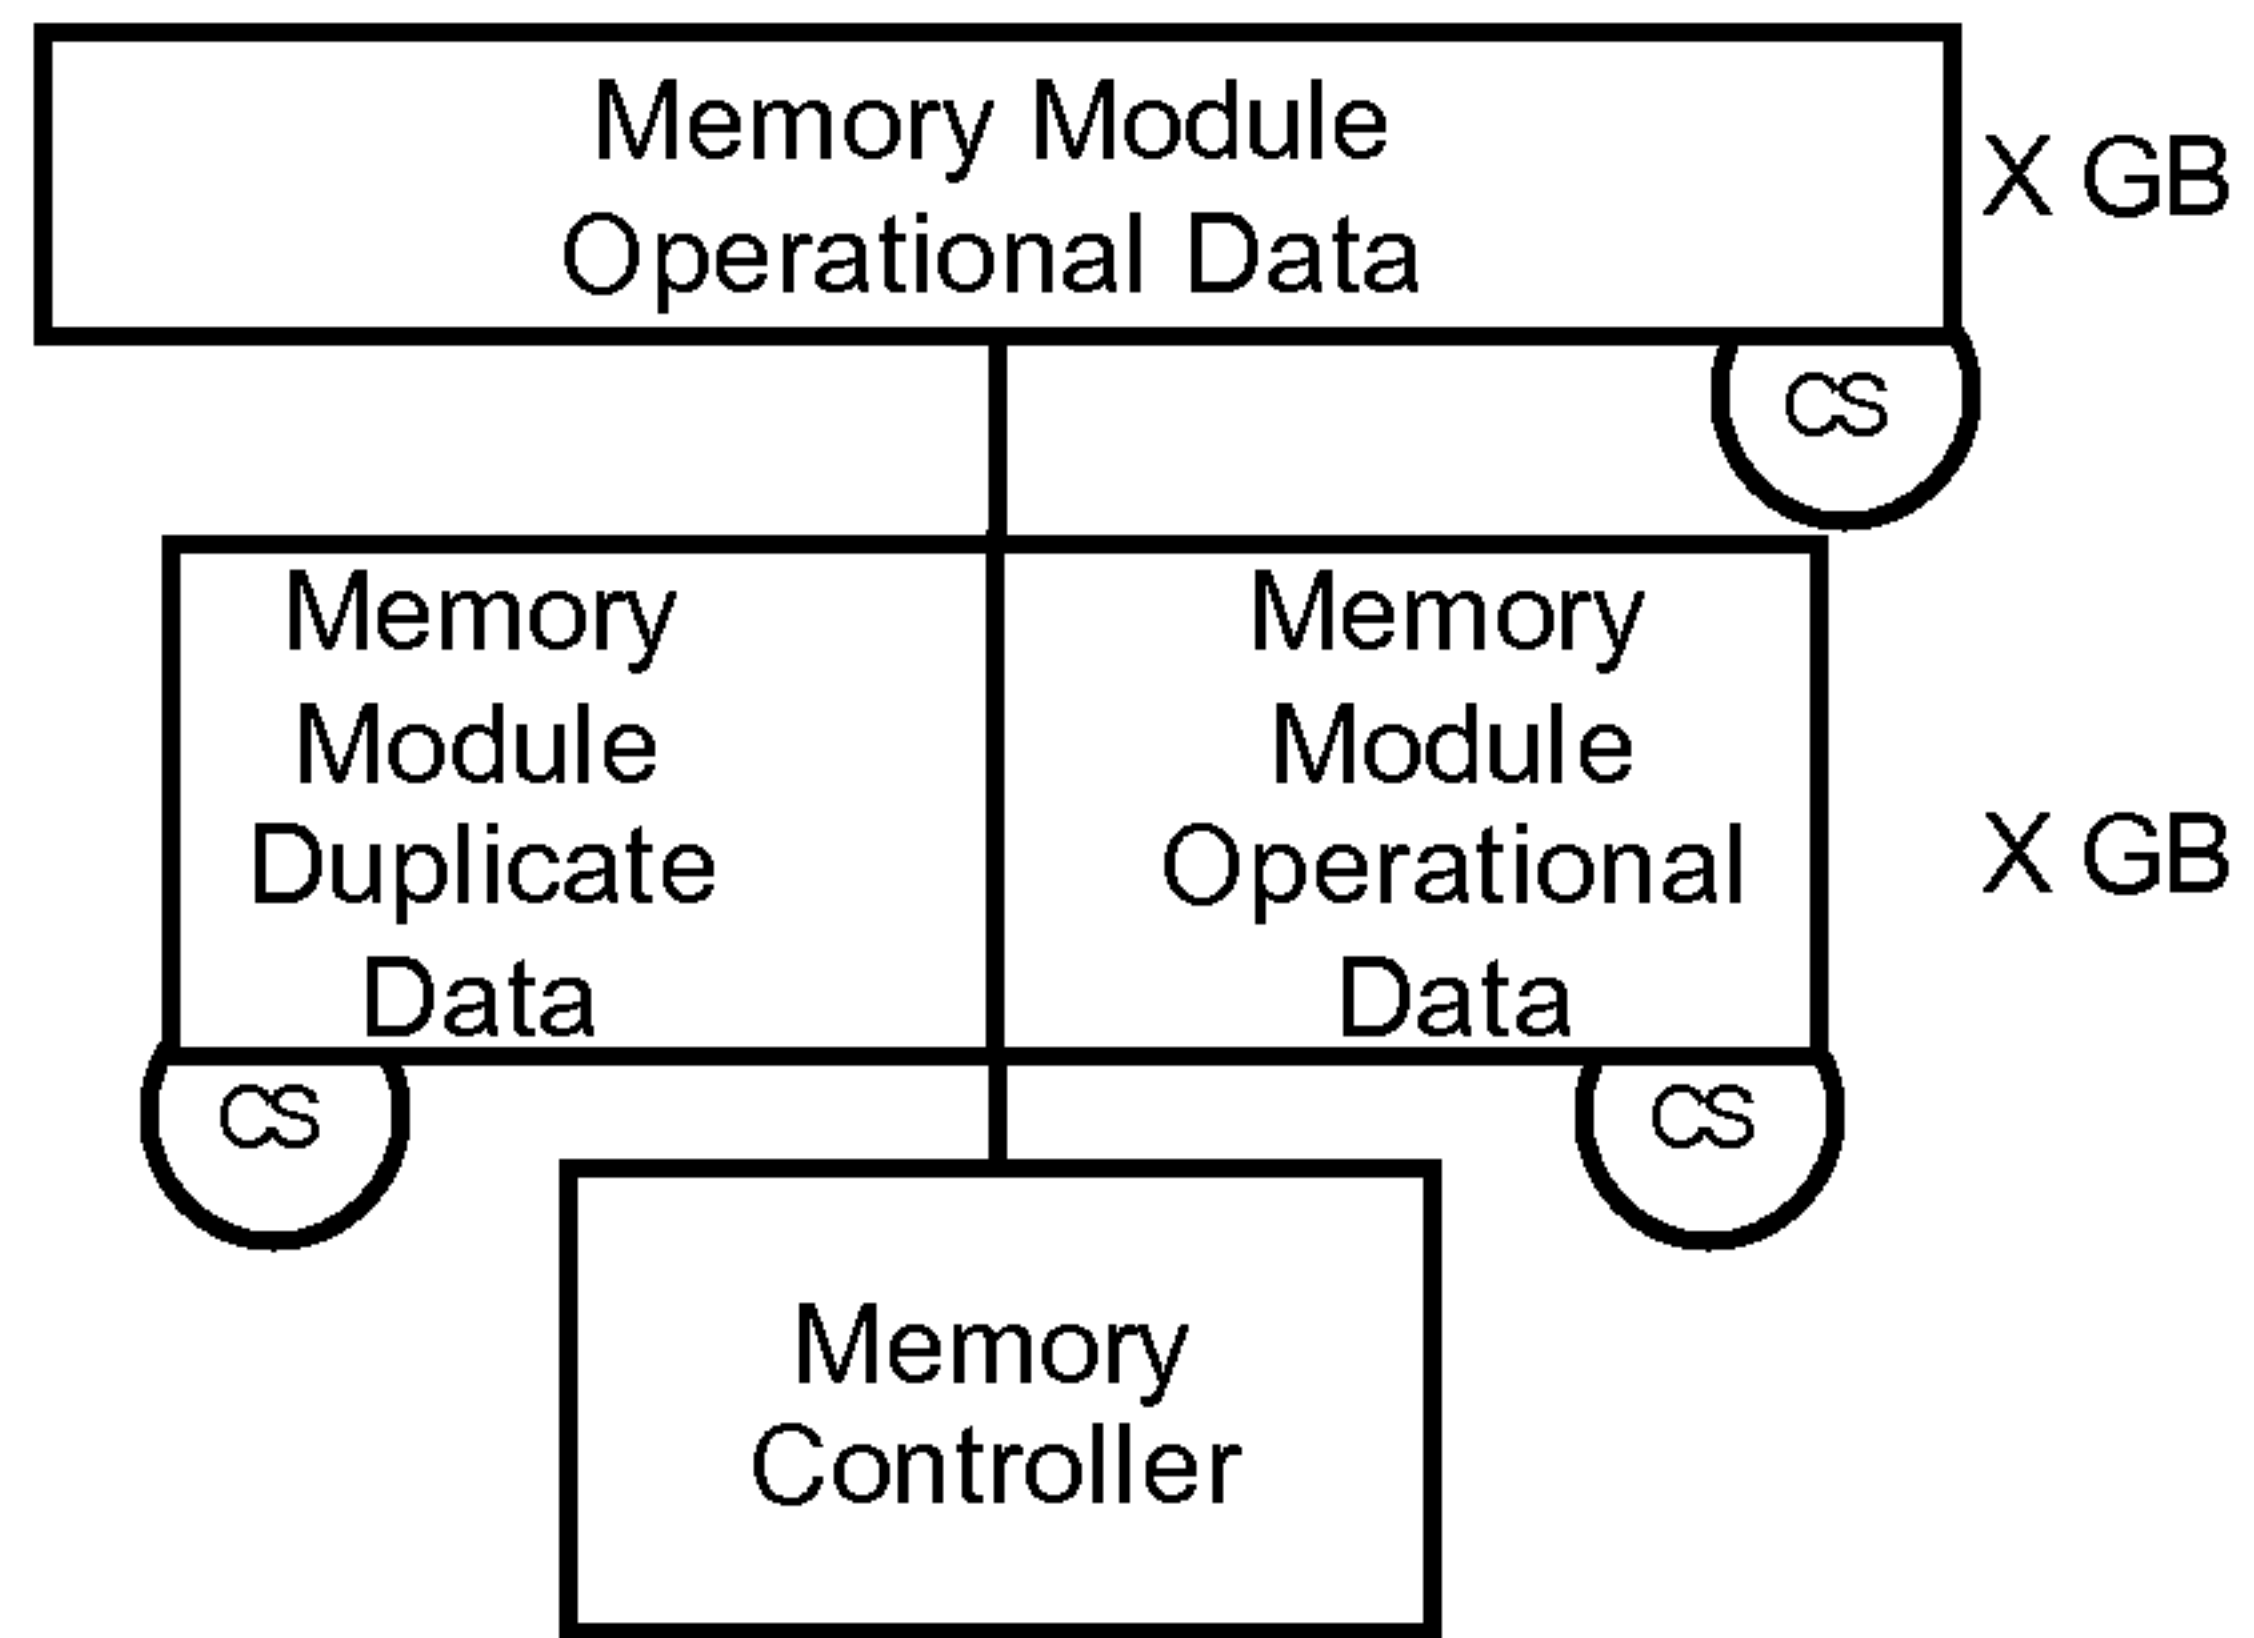 Memory Module
Operational Data
X GB
CS
Memory
Module
Duplicate
Data
Memory
Module
Operational
Data
X GB
CS
CS
Memory
Controller